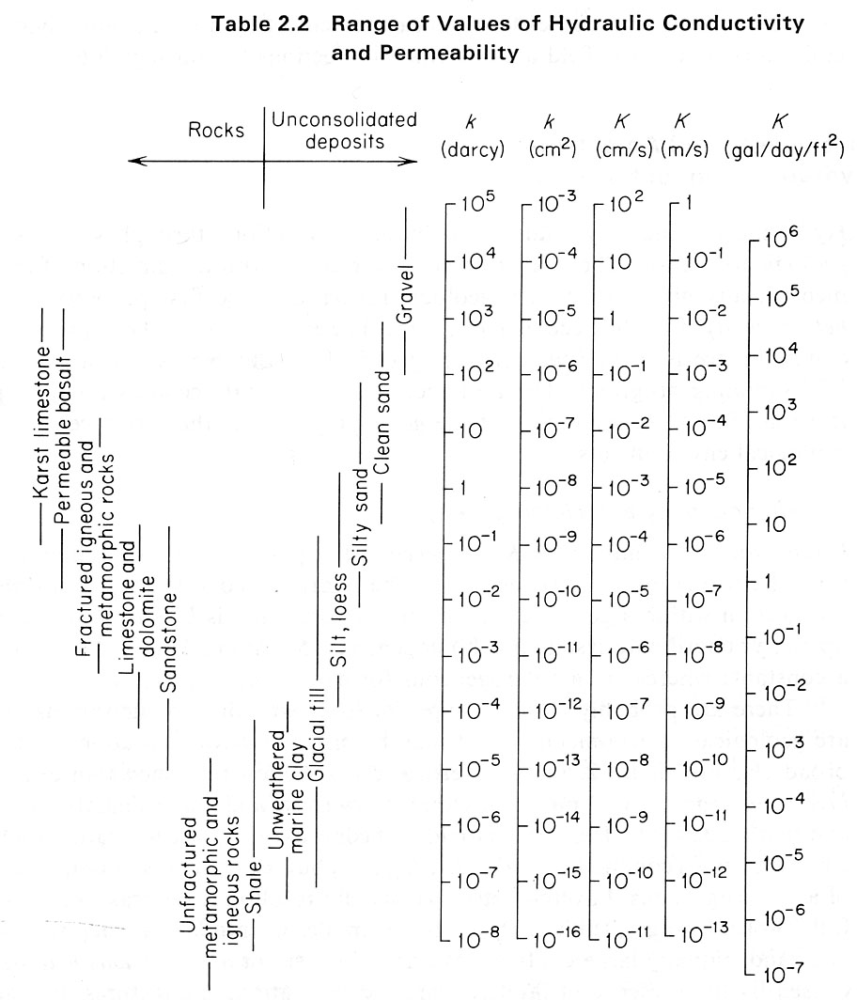 Table 2.2 Range of Values of Hydraulic Conductivity
and Permeability
Rocks
Unconsolidated
deposits
k
(darcy)
k
(cm²)
K
(cm/s)
K
(m/s)
K
(gal/day/ft²)
Karst limestone
Permeable basalt
Fractured igneous and
metamorphic rocks
Limestone and
dolomite
Sandstone
Unfractured
metamorphic and
igneous rocks
Shale
Unweathered
marine clay
Glacial till
Silt, loess
Silty sand
Clean sand
Gravel
10⁵
10⁴
10³
10²
10
1
10⁻¹
10⁻²
10⁻³
10⁻⁴
10⁻⁵
10⁻⁶
10⁻⁷
10⁻⁸
10⁻³
10⁻⁴
10⁻⁵
10⁻⁶
10⁻⁷
10⁻⁸
10⁻⁹
10⁻¹⁰
10⁻¹¹
10⁻¹²
10⁻¹³
10⁻¹⁴
10⁻¹⁵
10⁻¹⁶
10²
10
1
10⁻¹
10⁻²
10⁻³
10⁻⁴
10⁻⁵
10⁻⁶
10⁻⁷
10⁻⁸
10⁻⁹
10⁻¹⁰
10⁻¹¹
1
10⁻¹
10⁻²
10⁻³
10⁻⁴
10⁻⁵
10⁻⁶
10⁻⁷
10⁻⁸
10⁻⁹
10⁻¹⁰
10⁻¹¹
10⁻¹²
10⁻¹³
10⁶
10⁵
10⁴
10³
10²
10
1
10⁻¹
10⁻²
10⁻³
10⁻⁴
10⁻⁵
10⁻⁶
10⁻⁷